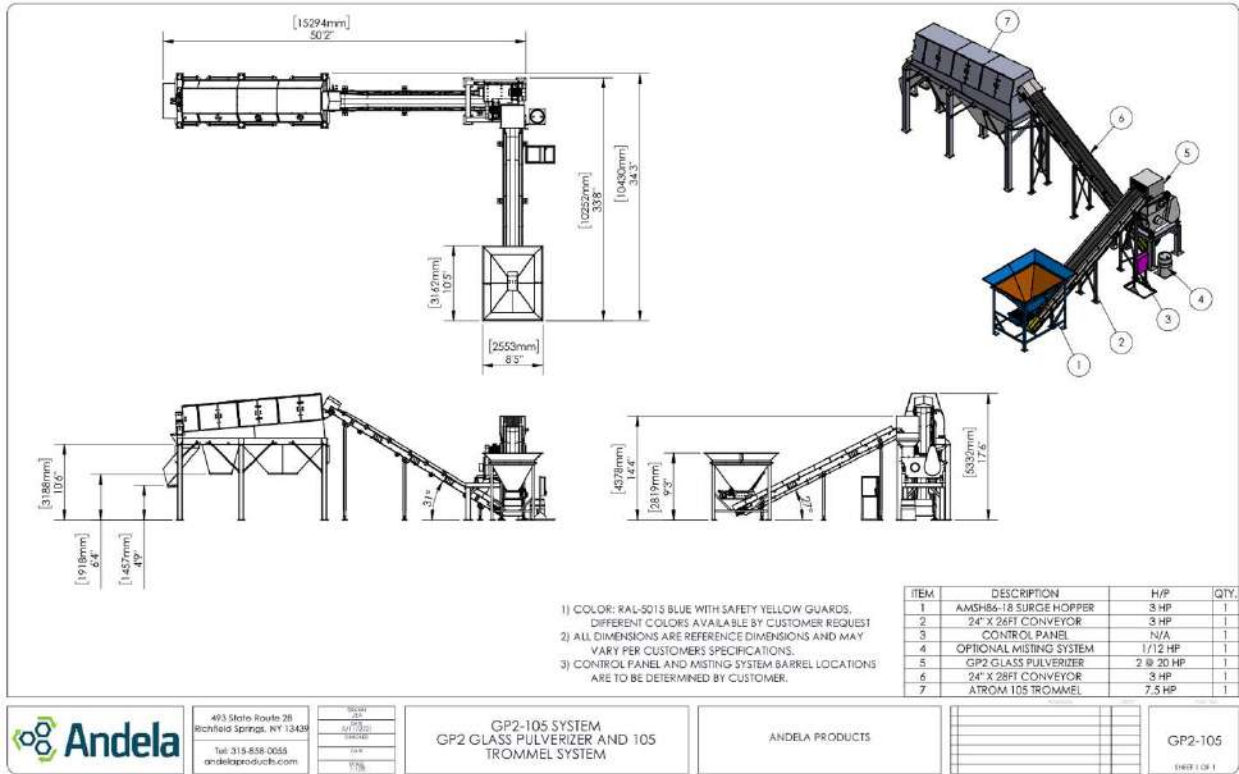 [15294mm]
50'2"
[10252mm]
33'8"
[10430mm]
34'3"
[3162mm]
10'5"
[2553mm]
8'5"
7
6
5
4
3
2
1
[3188mm]
10'6"
[1918mm]
6'4"
[1457mm]
4'9"
31°
[4378mm]
14'4"
[2819mm]
9'3"
27°
[5332mm]
17'6"
1) COLOR: RAL-5015 BLUE WITH SAFETY YELLOW GUARDS.
DIFFERENT COLORS AVAILABLE BY CUSTOMER REQUEST
2) ALL DIMENSIONS ARE REFERENCE DIMENSIONS AND MAY
VARY PER CUSTOMERS SPECIFICATIONS.
3) CONTROL PANEL AND MISTING SYSTEM BARREL LOCATIONS
ARE TO BE DETERMINED BY CUSTOMER.
ITEM DESCRIPTION H/P QTY.
1 AMSH86-18 SURGE HOPPER 3 HP 1
2 24" X 26FT CONVEYOR 3 HP 1
3 CONTROL PANEL N/A 1
4 OPTIONAL MISTING SYSTEM 1/12 HP 1
5 GP2 GLASS PULVERIZER 2 @ 20 HP 1
6 24" X 28FT CONVEYOR 3 HP 1
7 ATROM 105 TROMMEL 7.5 HP 1
Andela
493 State Route 28
Richfield Springs, NY 13439
Tel: 315-858-0055
andelaproducts.com
GP2-105 SYSTEM
GP2 GLASS PULVERIZER AND 105
TROMMEL SYSTEM
ANDELA PRODUCTS
GP2-105
SHEET 1 OF 1